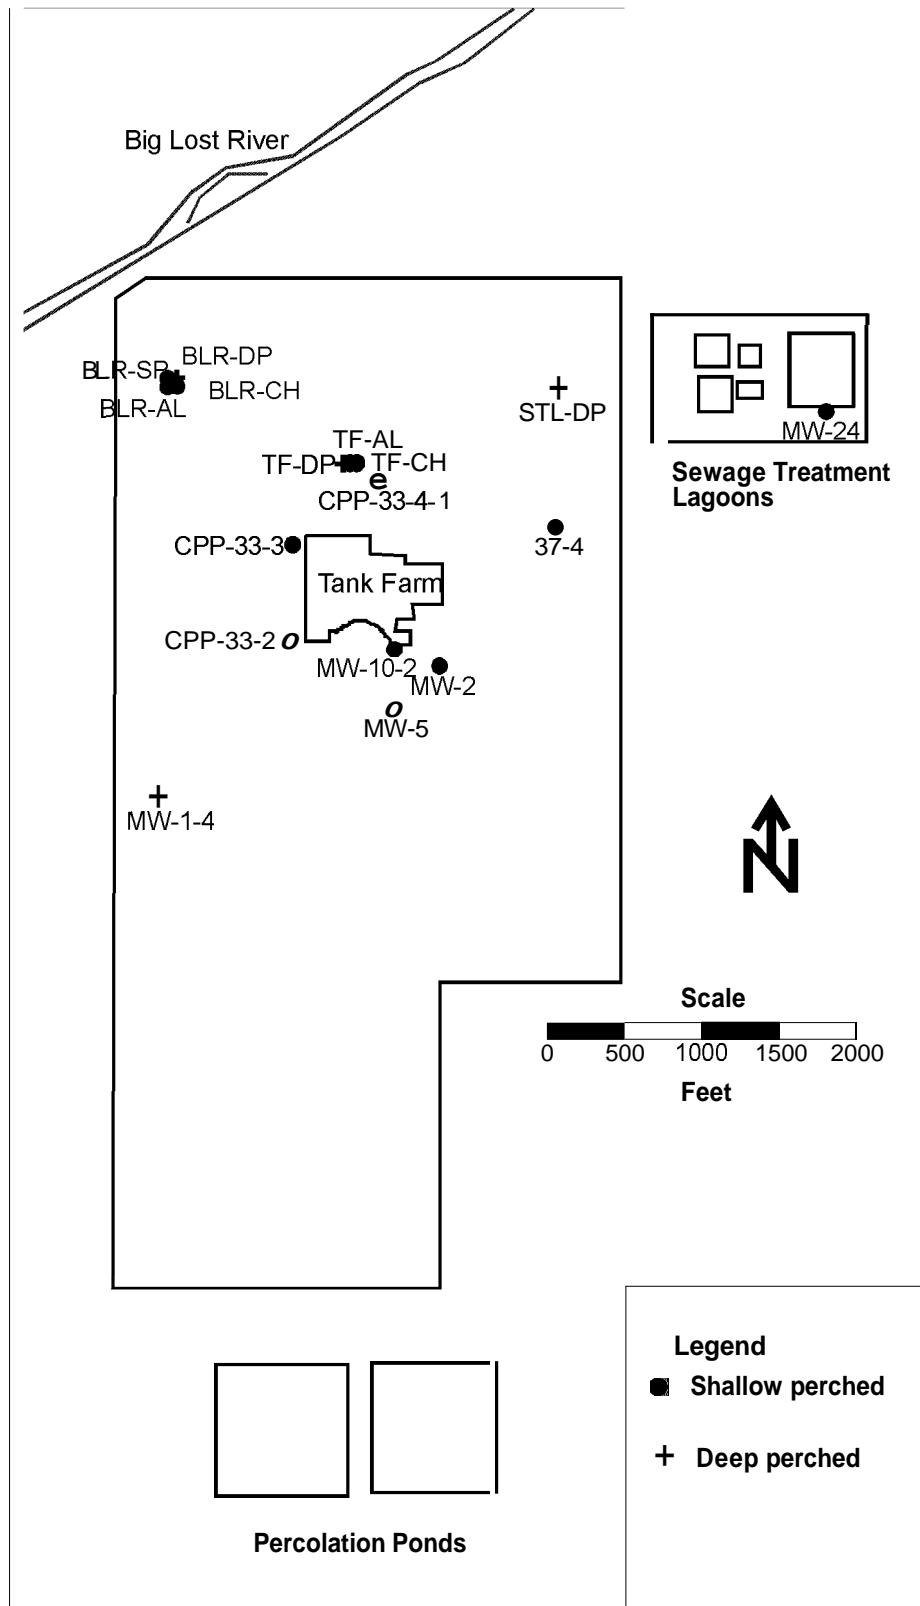 Big Lost River
BLR-DP
BLR-SP
BLR-CH
BLR-AL
STL-DP
MW-24
TF-AL
TF-DP
TF-CH
CPP-33-4-1
Sewage Treatment
Lagoons
CPP-33-3
37-4
Tank Farm
CPP-33-2
MW-10-2
MW-2
MW-5
MW-1-4
N
Scale
0 500 1000 1500 2000
Feet
Legend
Shallow perched
Deep perched
Percolation Ponds